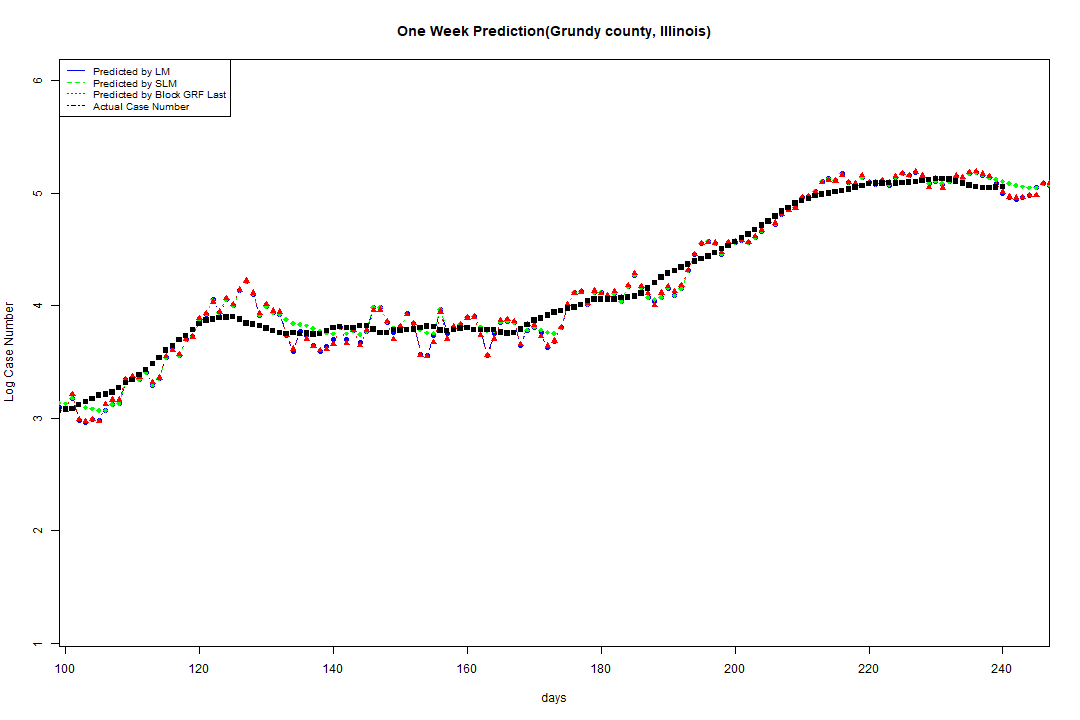 One Week Prediction(Grundy county, Illinois)
Predicted by LM
Predicted by SLM
Predicted by Block GRF Last
Actual Case Number
6
5
4
3
2
1
Log Case Number
100 120 140 160 180 200 220 240
days